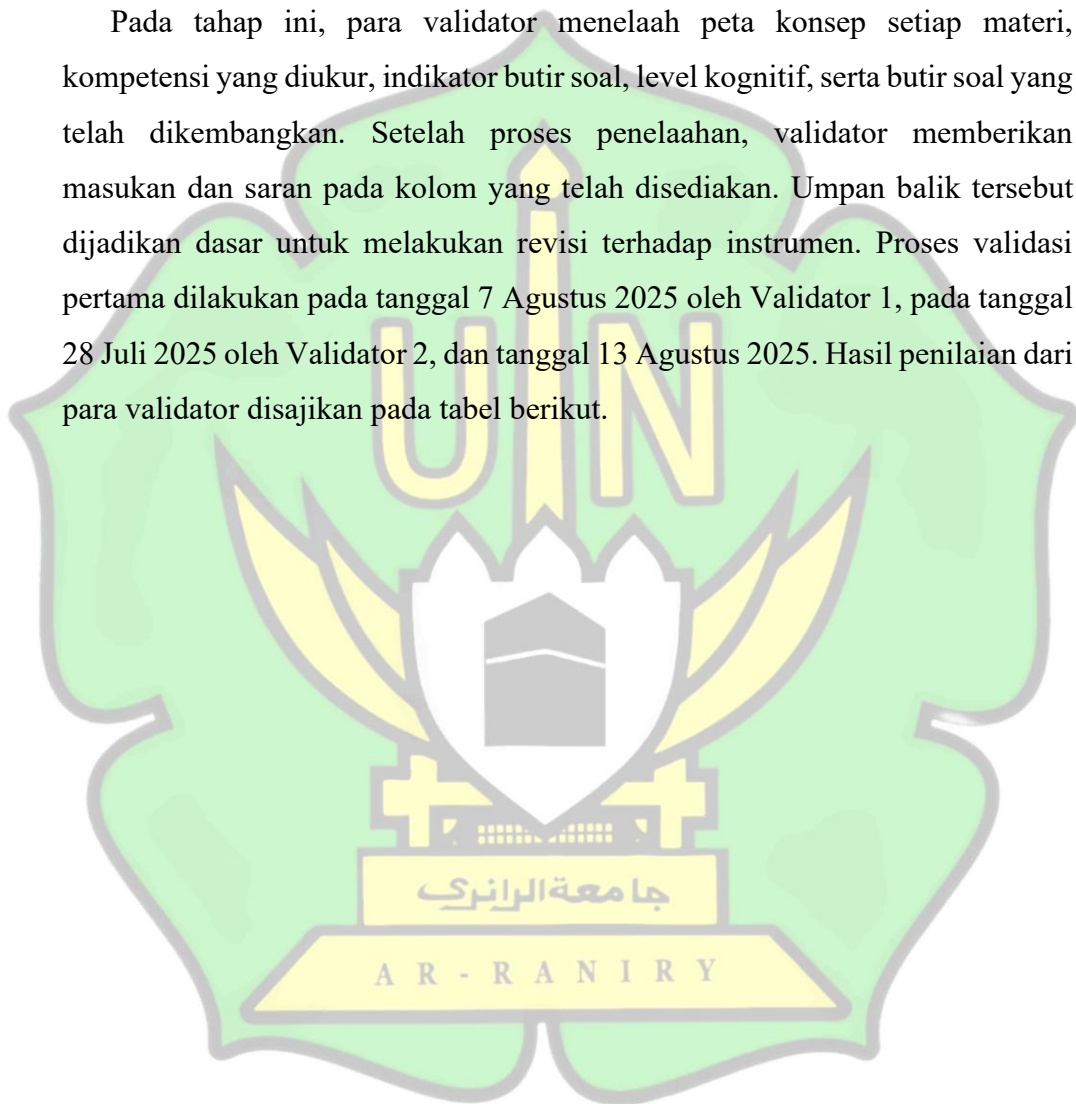 Pada tahap ini, para validator menelaah peta konsep setiap materi,
kompetensi yang diukur, indikator butir soal, level kognitif, serta butir soal yang
telah dikembangkan. Setelah proses penelaahan, validator memberikan
masukan dan saran pada kolom yang telah disediakan. Umpan balik tersebut
dijadikan dasar untuk melakukan revisi terhadap instrumen. Proses validasi
pertama dilakukan pada tanggal 7 Agustus 2025 oleh Validator 1, pada tanggal
28 Juli 2025 oleh Validator 2, dan tanggal 13 Agustus 2025. Hasil penilaian dari
para validator disajikan pada tabel berikut.
UIN
جامعة الرانري
AR-RANIRY